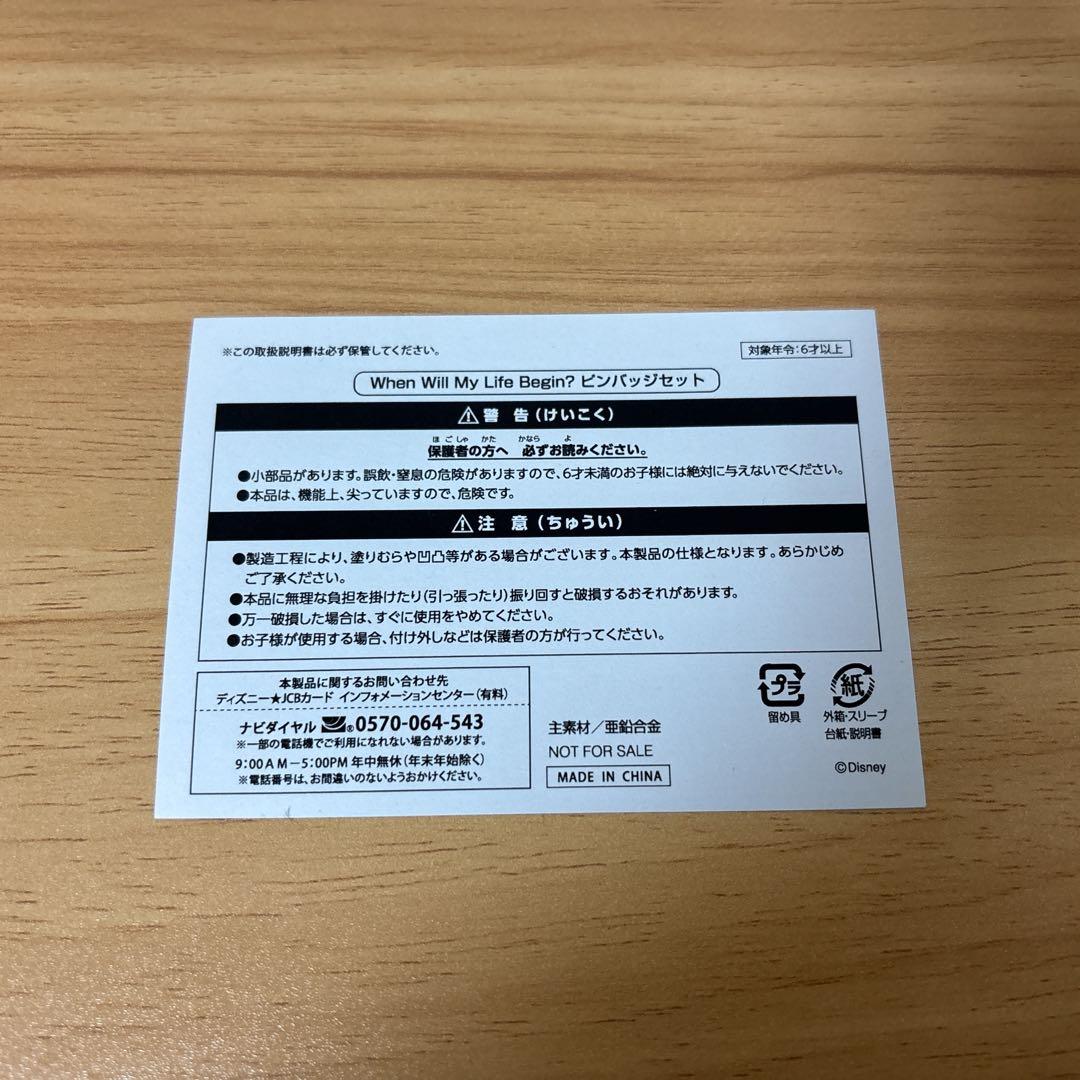 ※この取扱説明書は必ず保管してください。
対象年令:6才以上
When Will My Life Begin? ピンバッジセット
⚠警 告(けいこく)
ほごしゃ かた かなら よ
保護者の方へ 必ずお読みください。
●小部品があります。誤飲・窒息の危険がありますので、6才未満のお子様には絶対に与えないでください。
●本品は、機能上、尖っていますので、危険です。
⚠注 意(ちゅうい)
●製造工程により、塗りむらや凹凸等がある場合がございます。本製品の仕様となります。あらかじめ
ご了承ください。
●本品に無理な負担を掛けたり(引っ張ったり)振り回すと破損するおそれがあります。
●万一破損した場合は、すぐに使用をやめてください。
●お子様が使用する場合、付け外しなどは保護者の方が行ってください。
本製品に関するお問い合わせ先
ディズニー★JCBカード インフォメーションセンター(有料)
ナビダイヤル ®0570-064-543
※一部の電話機でご利用になれない場合があります。
9:00AM-5:00PM 年中無休(年末年始除く)
※電話番号は、お間違いのないようおかけください。
主素材/亜鉛合金
NOT FOR SALE
MADE IN CHINA
プラ
留め具
紙
外箱・スリーブ
台紙・説明書
©Disney